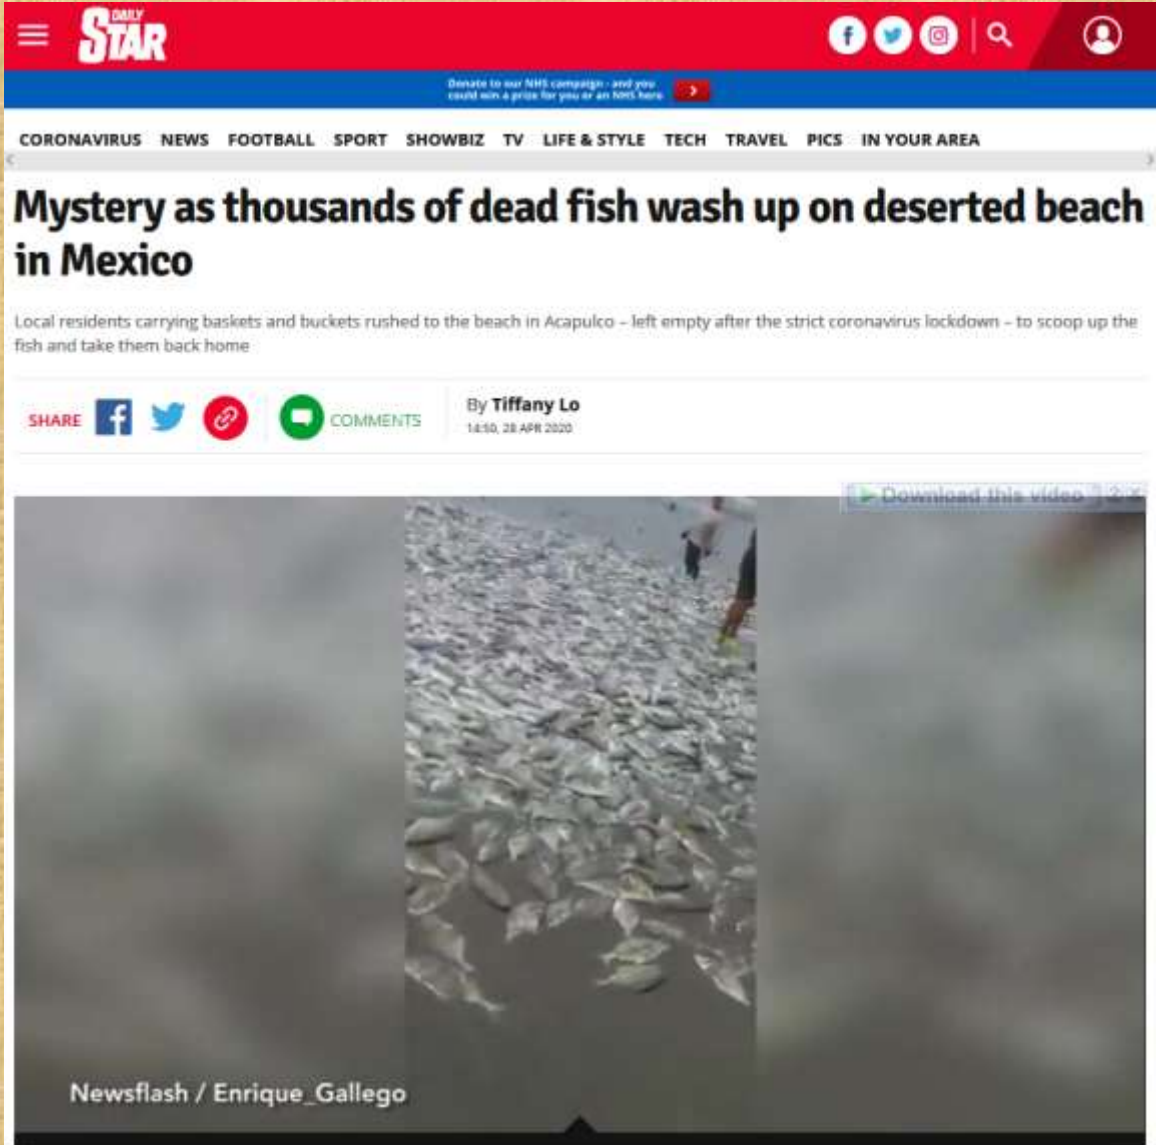 DAILY
STAR
Donate to our NHS campaign - and you
could win a prize for you or an NHS hero
CORONAVIRUS NEWS FOOTBALL SPORT SHOWBIZ TV LIFE & STYLE TECH TRAVEL PICS IN YOUR AREA
Mystery as thousands of dead fish wash up on deserted beach
in Mexico
Local residents carrying baskets and buckets rushed to the beach in Acapulco – left empty after the strict coronavirus lockdown – to scoop up the
fish and take them back home
SHARE COMMENTS
By Tiffany Lo
14:50, 28 APR 2020
Download this video ? x
Newsflash / Enrique_Gallego